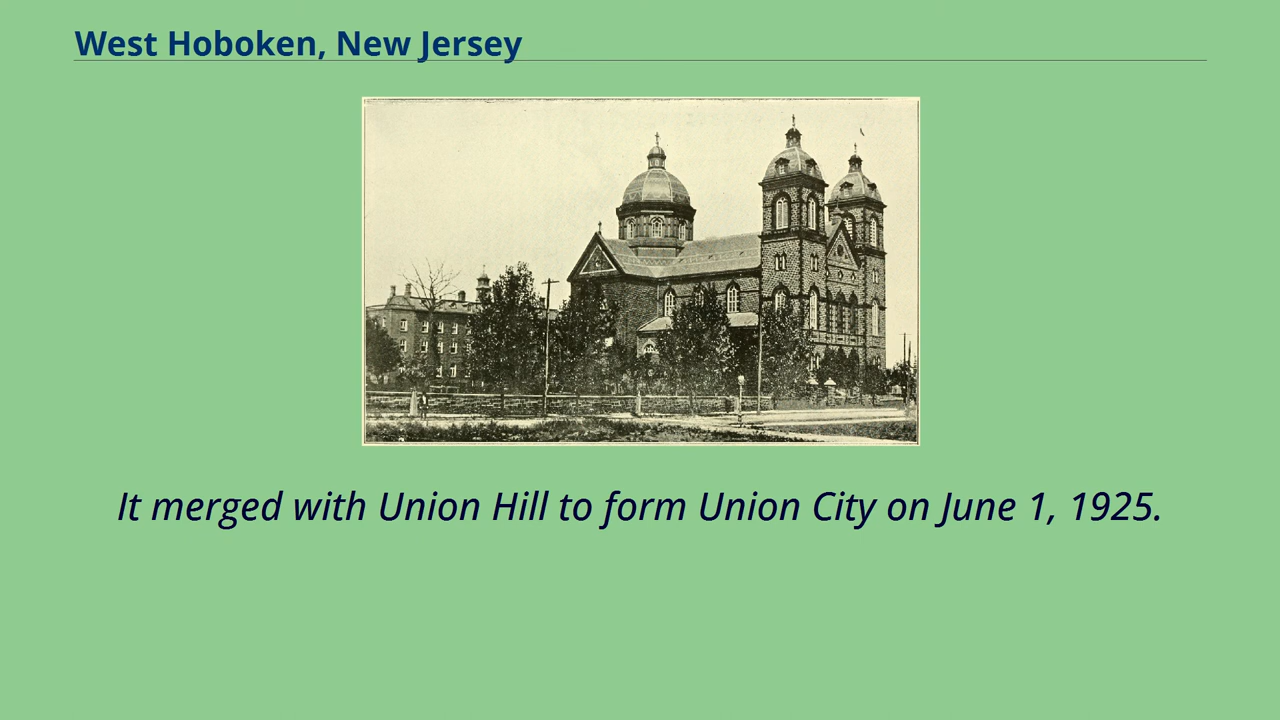 West Hoboken, New Jersey
It merged with Union Hill to form Union City on June 1, 1925.